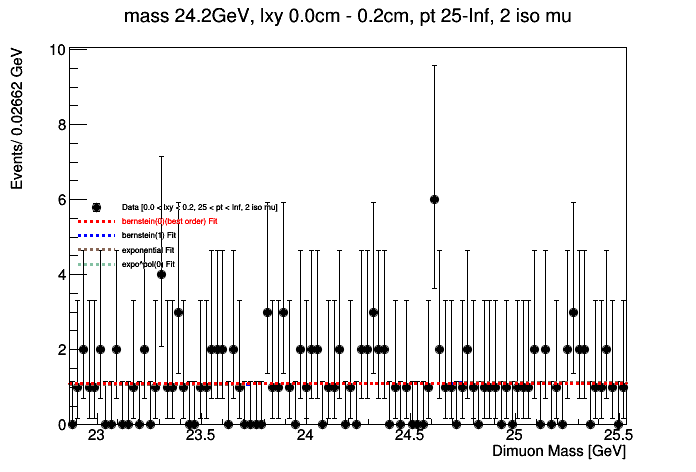 mass 24.2GeV, lxy 0.0cm - 0.2cm, pt 25-Inf, 2 iso mu
Events/ 0.02662 GeV
10
8
6
4
2
0
Data [0.0 < lxy < 0.2, 25 < pt < Inf, 2 iso mu]
bernstein(0)(best order) Fit
bernstein(1) Fit
exponential Fit
expo*pol(0) Fit
23 23.5 24 24.5 25 25.5
Dimuon Mass [GeV]